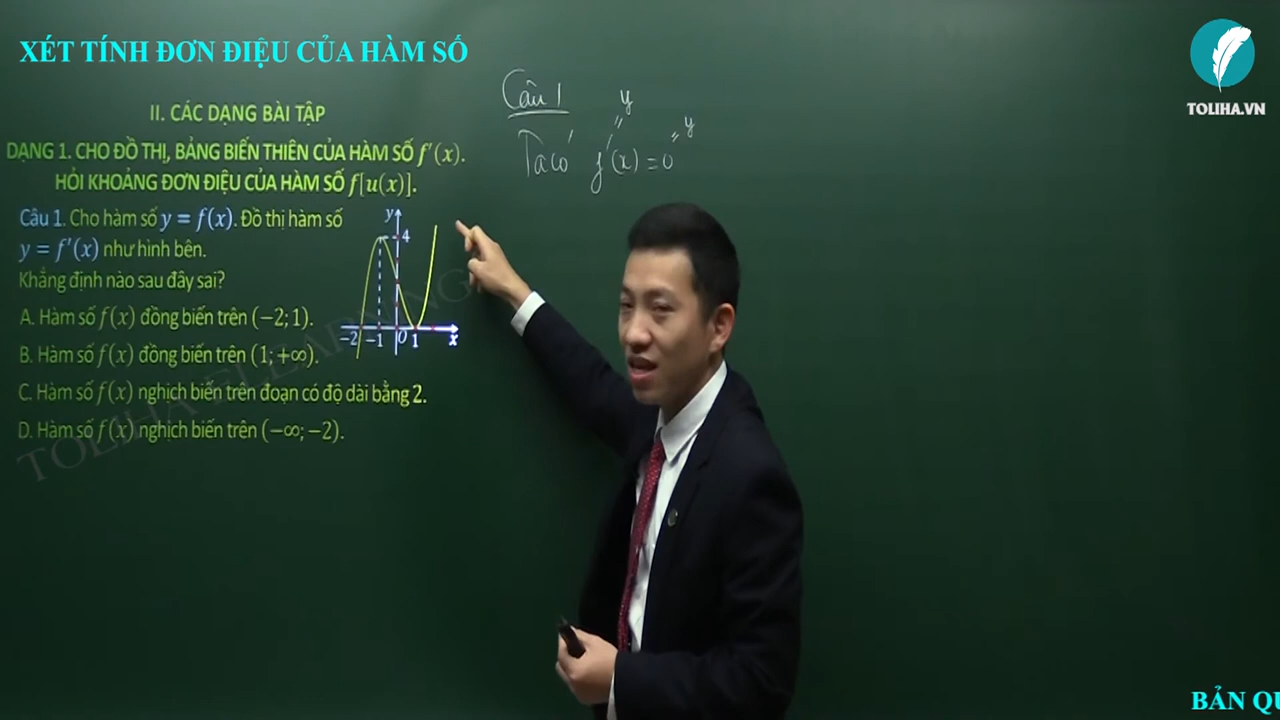 XÉT TÍNH ĐƠN ĐIỆU CỦA HÀM SỐ
TOLIHA.VN
II. CÁC DẠNG BÀI TẬP
DẠNG 1. CHO ĐỒ THỊ, BẢNG BIẾN THIÊN CỦA HÀM SỐ f'(x).
HỎI KHOẢNG ĐƠN ĐIỆU CỦA HÀM SỐ f[u(x)].
Câu 1. Cho hàm số y = f(x). Đồ thị hàm số
y = f'(x) như hình bên.
Khẳng định nào sau đây sai?
A. Hàm số f(x) đồng biến trên (−2; 1).
B. Hàm số f(x) đồng biến trên (1; +∞).
C. Hàm số f(x) nghịch biến trên đoạn có độ dài bằng 2.
D. Hàm số f(x) nghịch biến trên (−∞; −2).
y
4
−2 −1 O 1 x
TOLIHA ELEARNING
Câu 1
y
" y
Ta có f'(x) = 0
BẢN QU